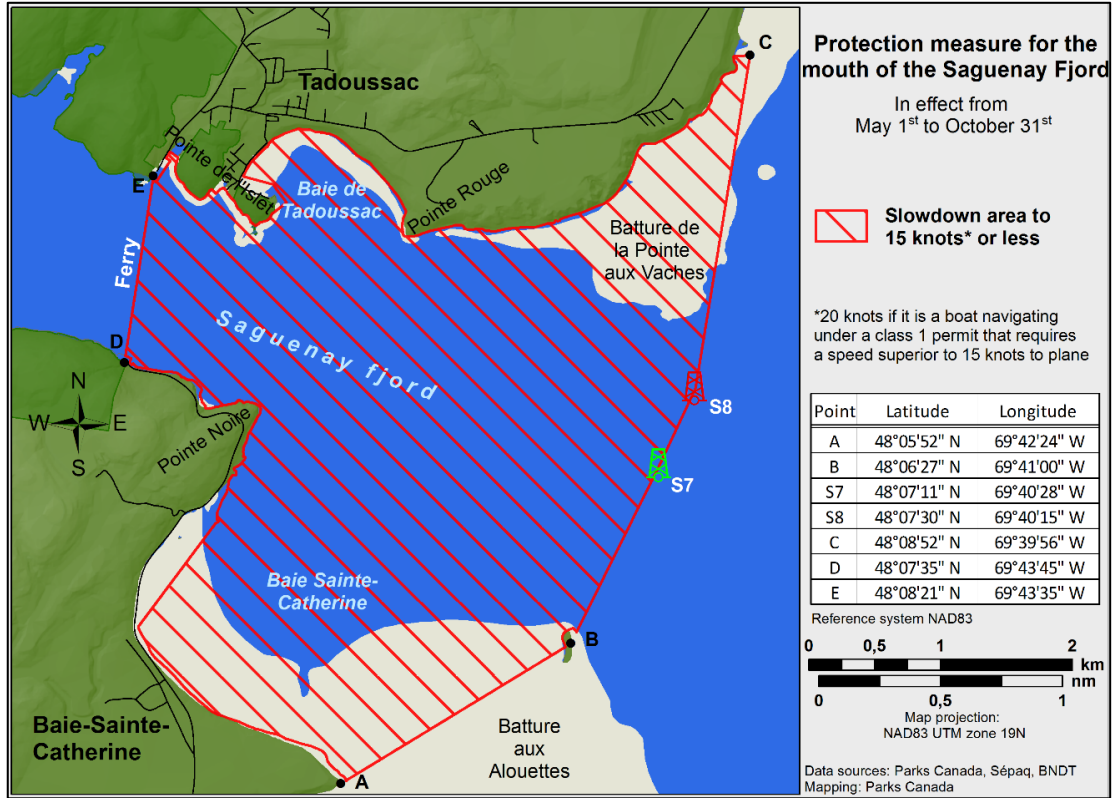 C
Tadoussac
Pointe de l'Islet
E
Baie de
Tadoussac
Pointe Rouge
Batture de
la Pointe
aux Vaches
Ferry
Saguenay fjord
D
N
W E
S
Pointe Noire
S8
S7
Baie Sainte-
Catherine
B
Baie-Sainte-
Catherine
Batture
aux
Alouettes
A
Protection measure for the
mouth of the Saguenay Fjord
In effect from
May 1st to October 31st
Slowdown area to
15 knots* or less
*20 knots if it is a boat navigating
under a class 1 permit that requires
a speed superior to 15 knots to plane
Point Latitude Longitude
A 48°05'52" N 69°42'24" W
B 48°06'27" N 69°41'00" W
S7 48°07'11" N 69°40'28" W
S8 48°07'30" N 69°40'15" W
C 48°08'52" N 69°39'56" W
D 48°07'35" N 69°43'45" W
E 48°08'21" N 69°43'35" W
Reference system NAD83
0 0,5 1 2
km
nm
0 0,5 1
Map projection:
NAD83 UTM zone 19N
Data sources: Parks Canada, Sépaq, BNDT
Mapping: Parks Canada